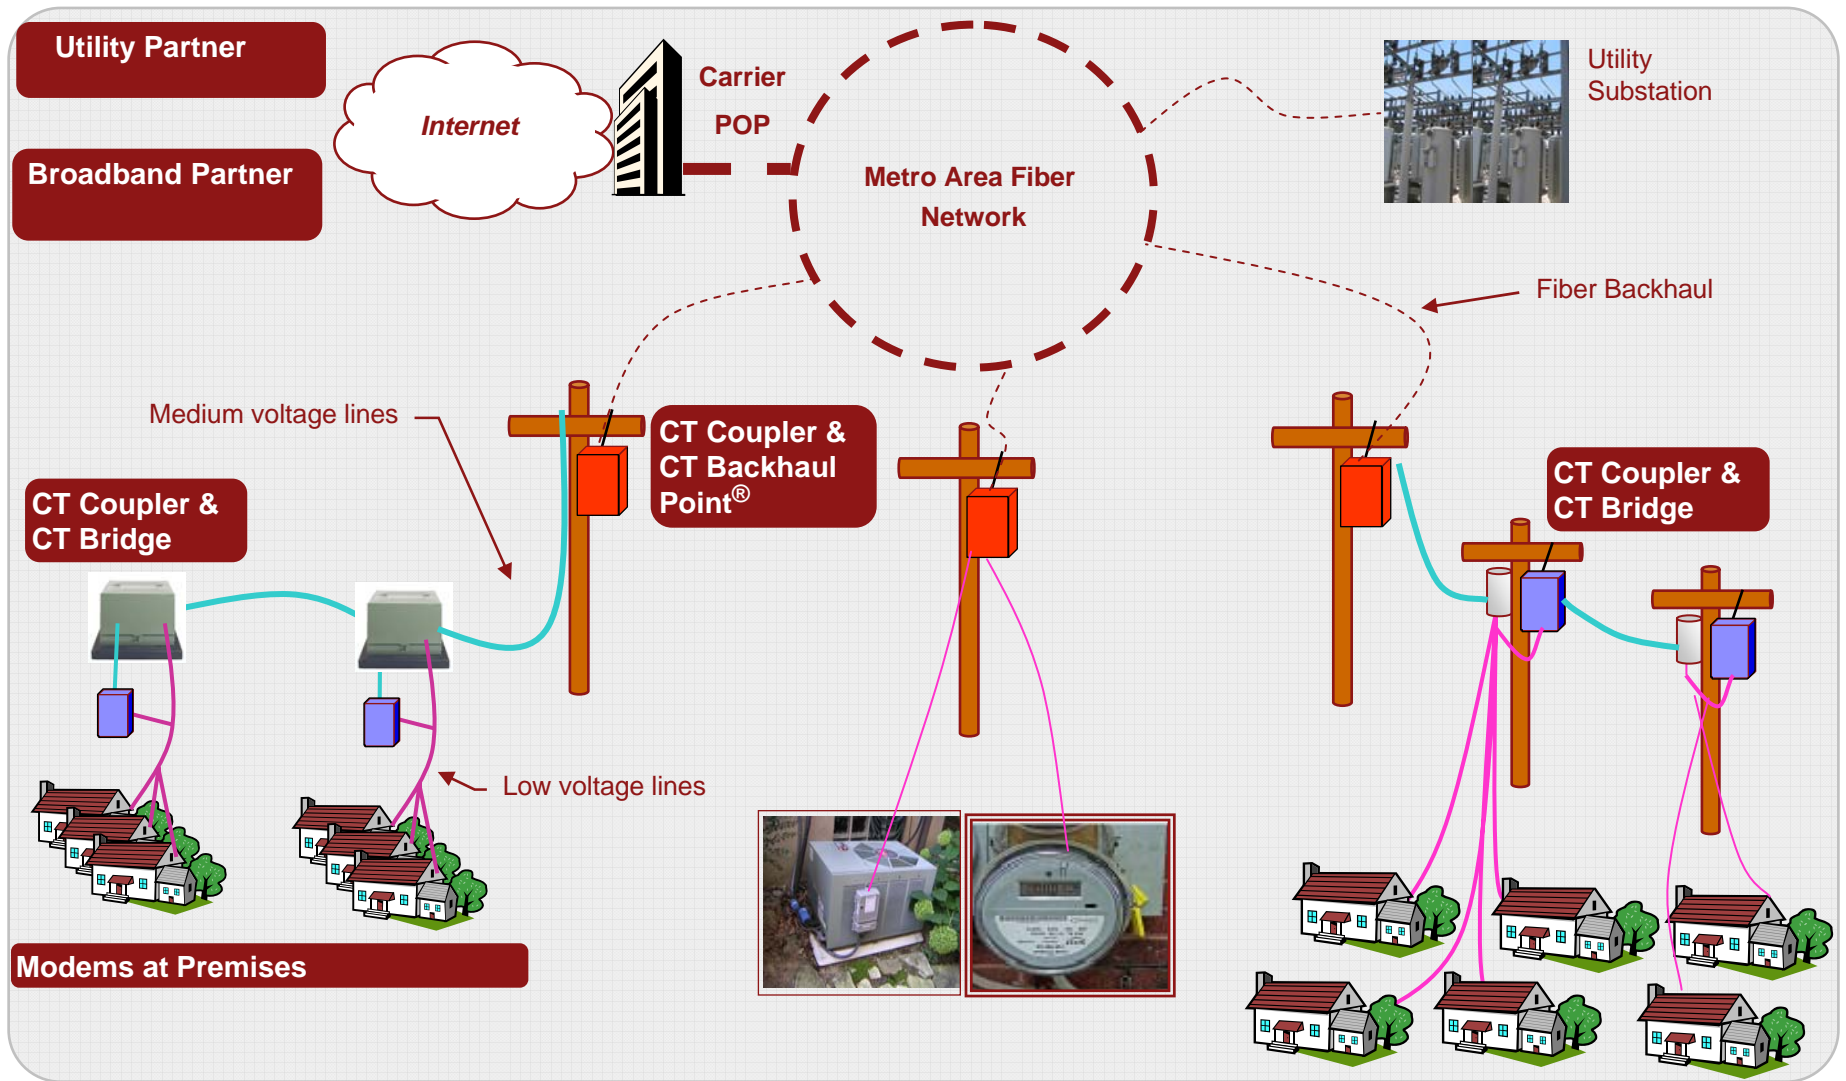 Utility Partner
Broadband Partner
Internet
Carrier
POP
Metro Area Fiber
Network
Utility
Substation
Fiber Backhaul
Medium voltage lines
CT Coupler &
CT Backhaul
Point®
CT Coupler &
CT Bridge
CT Coupler &
CT Bridge
Low voltage lines
Modems at Premises